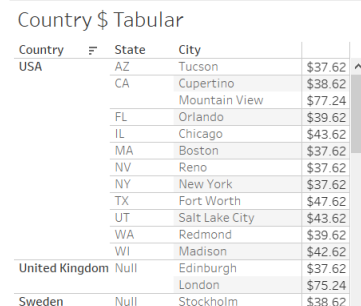 Country $ Tabular
Country State City
USA AZ Tucson $37.62
CA Cupertino $38.62
Mountain View $77.24
FL Orlando $39.62
IL Chicago $43.62
MA Boston $37.62
NV Reno $37.62
NY New York $37.62
TX Fort Worth $47.62
UT Salt Lake City $43.62
WA Redmond $39.62
WI Madison $42.62
United Kingdom Null Edinburgh $37.62
London $75.24
Sweden Null Stockholm $38.62